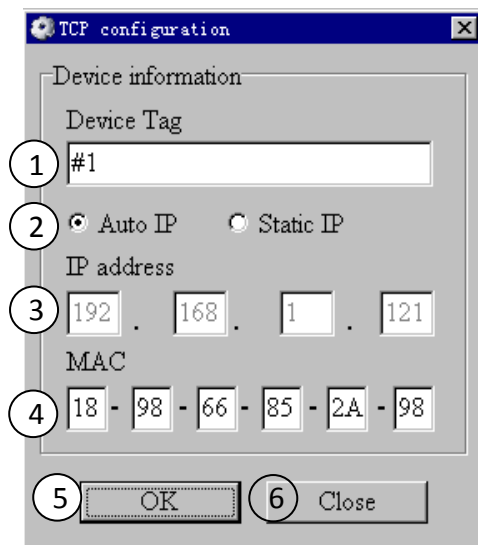 TCP configuration
Device information
Device Tag
1 #1
2 Auto IP Static IP
IP address
3 192 . 168 . 1 . 121
MAC
4 18 - 98 - 66 - 85 - 2A - 98
5 OK 6 Close